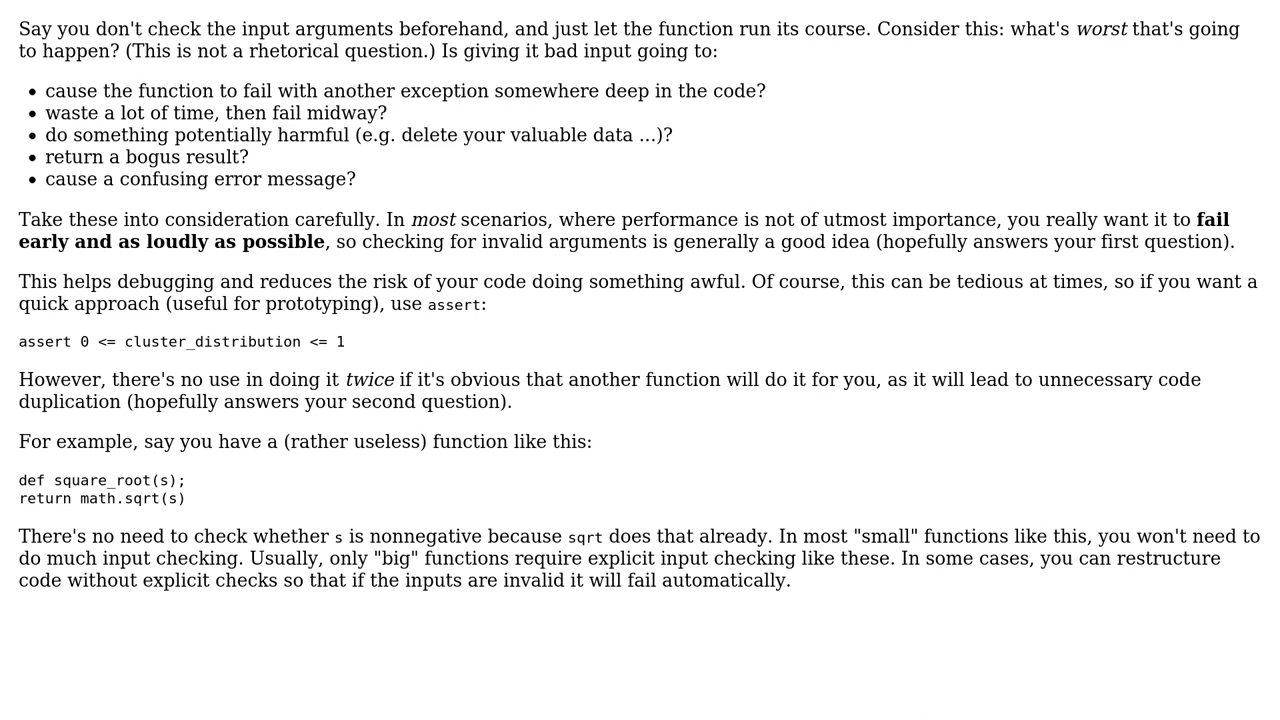 Say you don't check the input arguments beforehand, and just let the function run its course. Consider this: what's worst that's going
to happen? (This is not a rhetorical question.) Is giving it bad input going to:
• cause the function to fail with another exception somewhere deep in the code?
• waste a lot of time, then fail midway?
• do something potentially harmful (e.g. delete your valuable data ...)?
• return a bogus result?
• cause a confusing error message?
Take these into consideration carefully. In most scenarios, where performance is not of utmost importance, you really want it to fail
early and as loudly as possible, so checking for invalid arguments is generally a good idea (hopefully answers your first question).
This helps debugging and reduces the risk of your code doing something awful. Of course, this can be tedious at times, so if you want a
quick approach (useful for prototyping), use assert:
assert 0 <= cluster_distribution <= 1
However, there's no use in doing it twice if it's obvious that another function will do it for you, as it will lead to unnecessary code
duplication (hopefully answers your second question).
For example, say you have a (rather useless) function like this:
def square_root(s);
return math.sqrt(s)
There's no need to check whether s is nonnegative because sqrt does that already. In most "small" functions like this, you won't need to
do much input checking. Usually, only "big" functions require explicit input checking like these. In some cases, you can restructure
code without explicit checks so that if the inputs are invalid it will fail automatically.